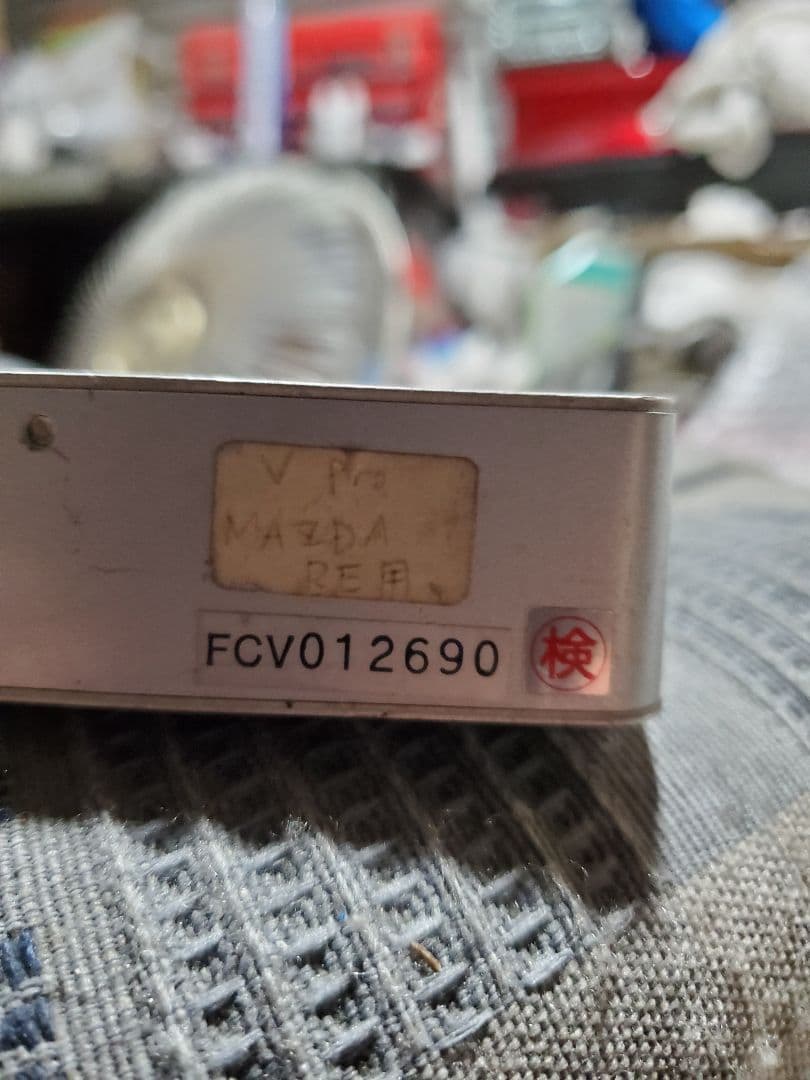 V Pro
MAZDA
RE用
FCV012690
検